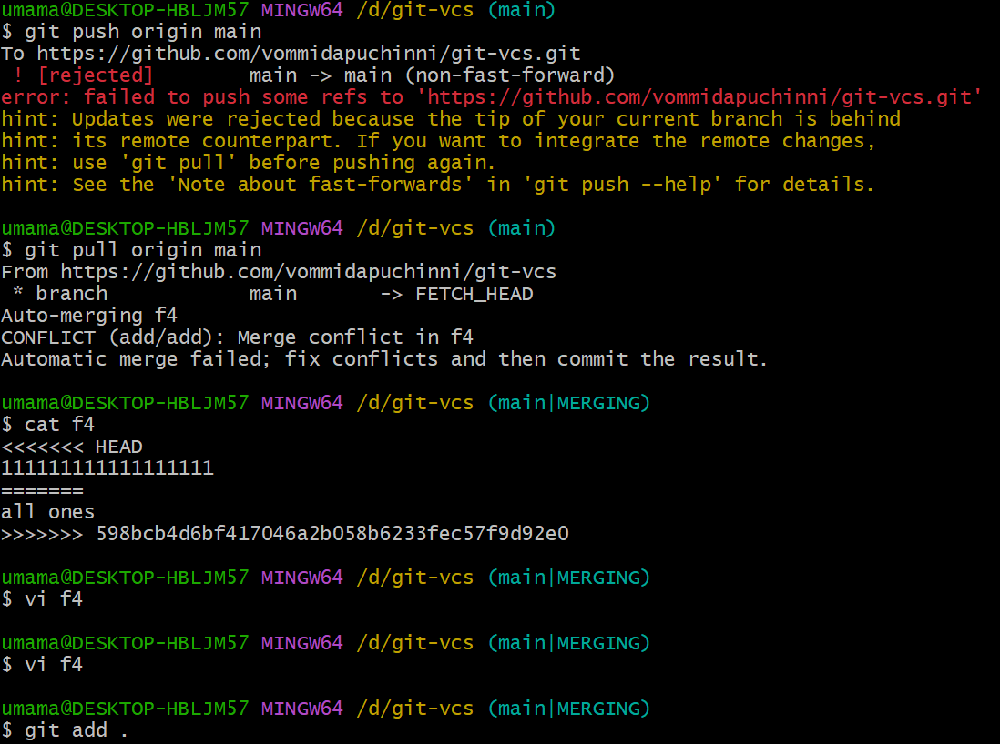 umama@DESKTOP-HBLJM57 MINGW64 /d/git-vcs (main)
$ git push origin main
To https://github.com/vommidapuchinni/git-vcs.git
 ! [rejected]        main -> main (non-fast-forward)
error: failed to push some refs to 'https://github.com/vommidapuchinni/git-vcs.git'
hint: Updates were rejected because the tip of your current branch is behind
hint: its remote counterpart. If you want to integrate the remote changes,
hint: use 'git pull' before pushing again.
hint: See the 'Note about fast-forwards' in 'git push --help' for details.

umama@DESKTOP-HBLJM57 MINGW64 /d/git-vcs (main)
$ git pull origin main
From https://github.com/vommidapuchinni/git-vcs
 * branch            main       -> FETCH_HEAD
Auto-merging f4
CONFLICT (add/add): Merge conflict in f4
Automatic merge failed; fix conflicts and then commit the result.

umama@DESKTOP-HBLJM57 MINGW64 /d/git-vcs (main|MERGING)
$ cat f4
<<<<<<< HEAD
111111111111111111
=======
all ones
>>>>>>> 598bcb4d6bf417046a2b058b6233fec57f9d92e0

umama@DESKTOP-HBLJM57 MINGW64 /d/git-vcs (main|MERGING)
$ vi f4

umama@DESKTOP-HBLJM57 MINGW64 /d/git-vcs (main|MERGING)
$ vi f4

umama@DESKTOP-HBLJM57 MINGW64 /d/git-vcs (main|MERGING)
$ git add .